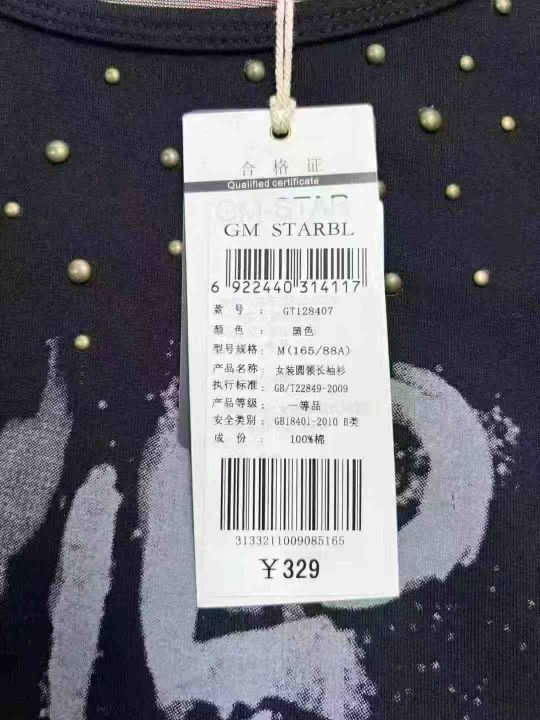 合格证
Qualified certificate
GM-STAR
GM STARBL
6 922440 314117
款 号： GT128407
颜 色： 黑色
型号规格： M(165/88A)
产品名称： 女装圆领长袖衫
执行标准： GB/T22849-2009
产品等级： 一等品
安全类别： GB18401-2010 B类
成 份： 100%棉
3133211009085165
￥329